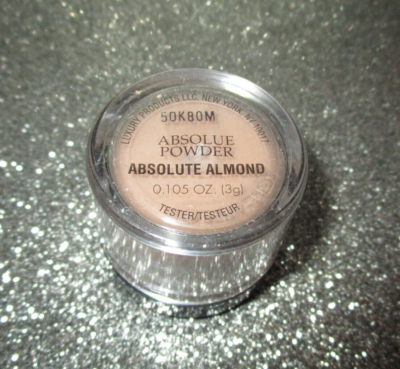 LUXURY PRODUCTS LLC, NEW YORK, NY 10017
50K80M
ABSOLUE
POWDER
ABSOLUTE ALMOND
0.105 OZ. (3g)
TESTER/TESTEUR